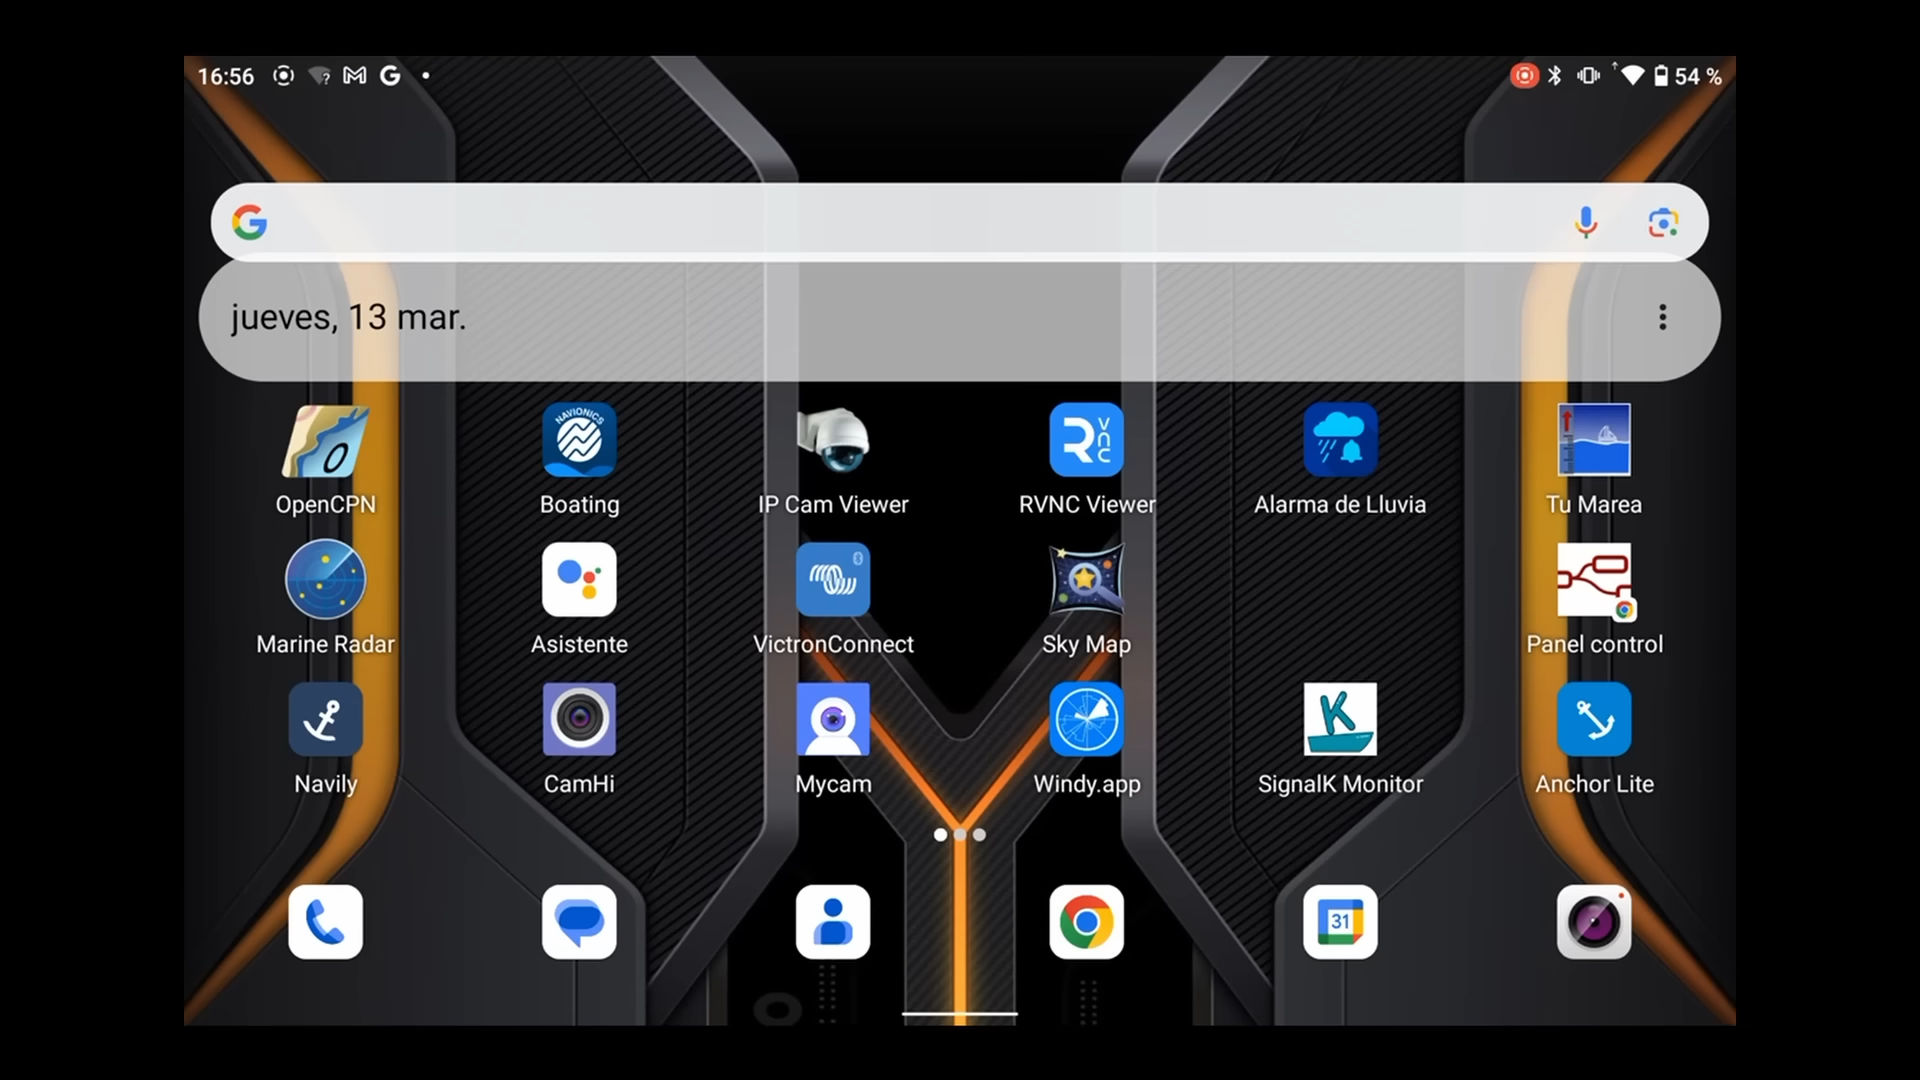 16:56
54 %
jueves, 13 mar.
OpenCPN
NAVIONICS
Boating
IP Cam Viewer
RVNC Viewer
Alarma de Lluvia
Tu Marea
Marine Radar
Asistente
VictronConnect
Sky Map
Panel control
Navily
CamHi
Mycam
Windy.app
SignalK Monitor
Anchor Lite
31